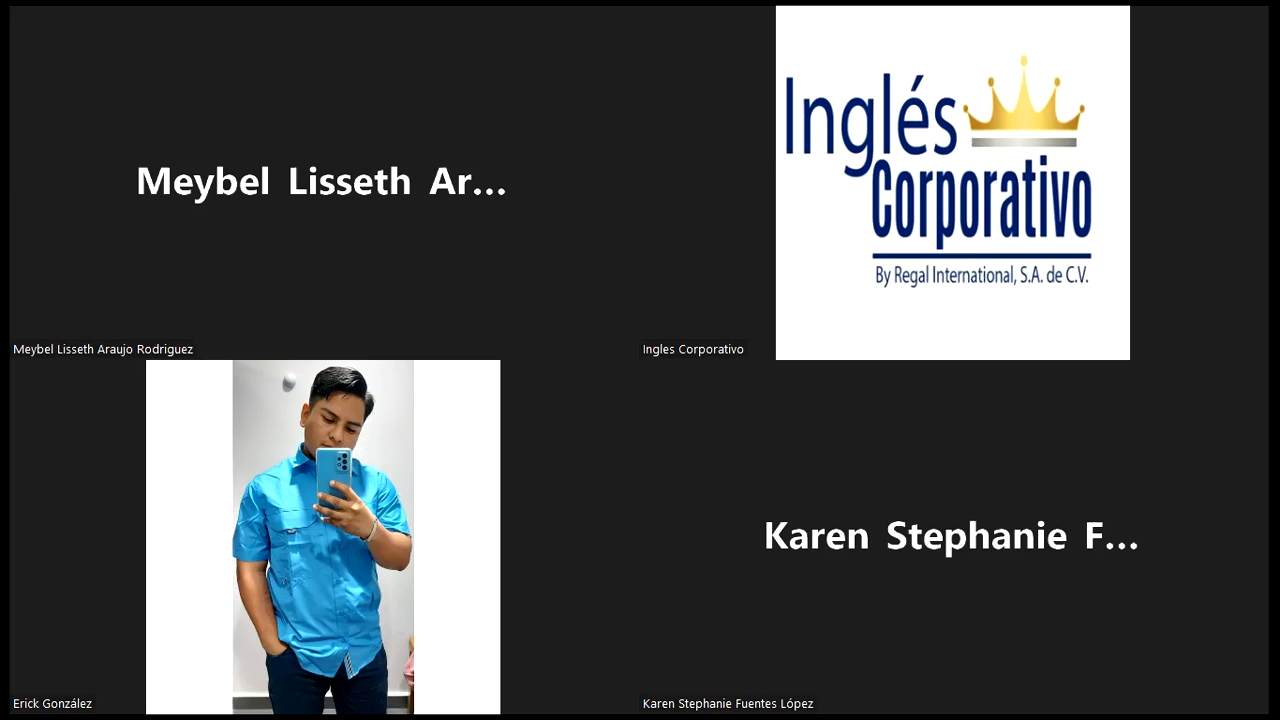 Meybel Lisseth Ar...
Meybel Lisseth Araujo Rodriguez
Inglés
Corporativo
By Regal International, S.A. de C.V.
Ingles Corporativo
Erick González
Karen Stephanie F...
Karen Stephanie Fuentes López